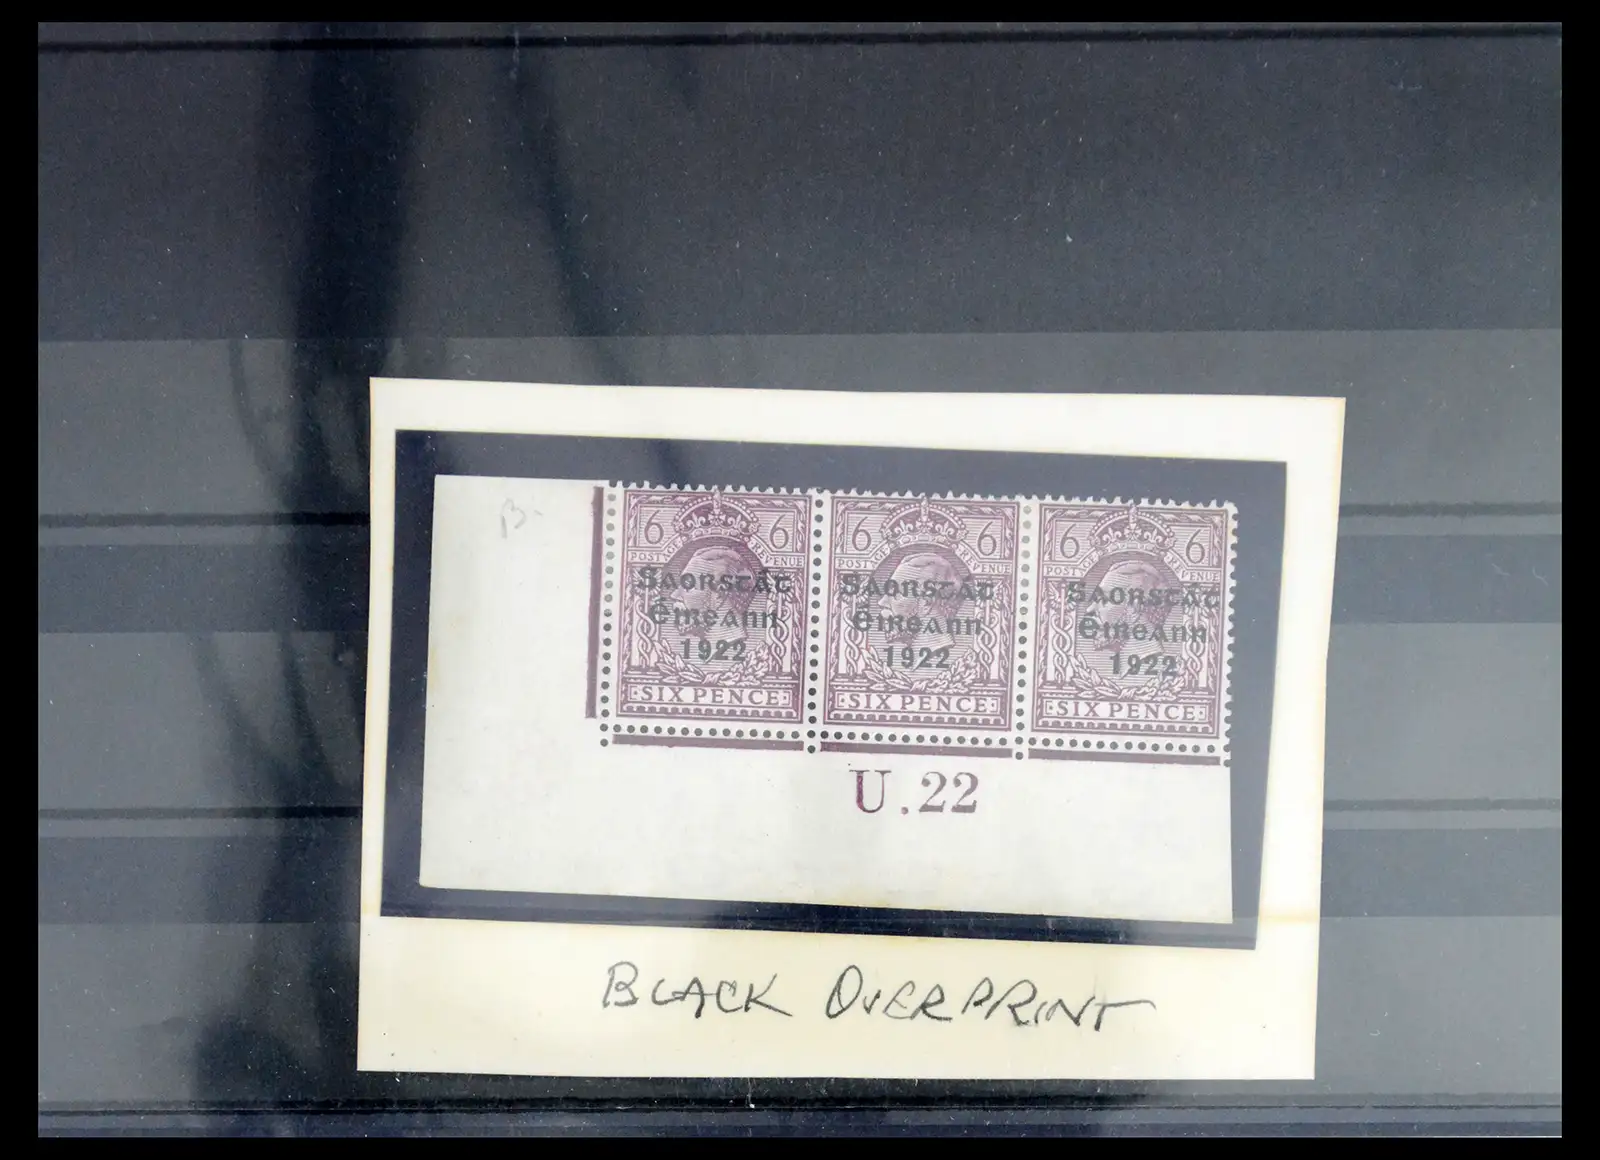 B.
6 6 6 6 6 6
POSTAGE REVENUE POSTAGE REVENUE POSTAGE REVENUE
Saorstát Saorstát Saorstát
Éireann Éireann Éireann
1922 1922 1922
SIX PENCE SIX PENCE SIX PENCE
U.22
BLACK OVERPRINT